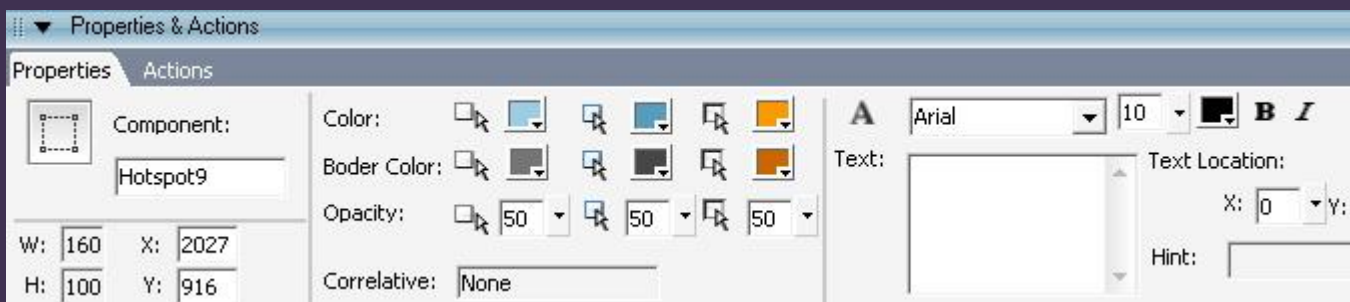 Properties & Actions
Properties Actions
Component:
Hotspot9
W: 160 X: 2027
H: 100 Y: 916
Color:
Boder Color:
Opacity: 50 50 50
Correlative: None
A Arial 10 B I
Text: Text Location:
X: 0 Y:
Hint: